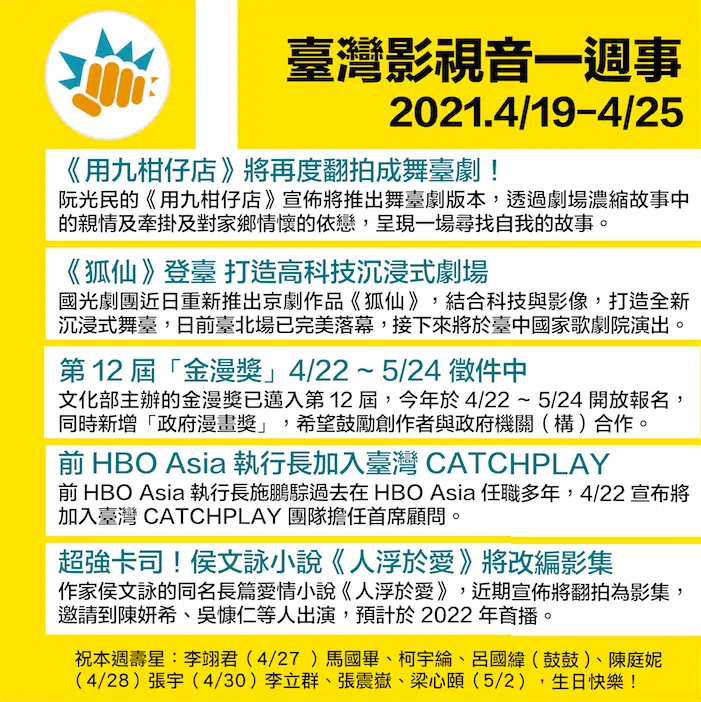 臺灣影視音一週事
2021.4/19-4/25
《用九柑仔店》將再度翻拍成舞臺劇！
阮光民的《用九柑仔店》宣佈將推出舞臺劇版本，透過劇場濃縮故事中
的親情及牽掛及對家鄉情懷的依戀，呈現一場尋找自我的故事。
《狐仙》登臺 打造高科技沉浸式劇場
國光劇團近日重新推出京劇作品《狐仙》，結合科技與影像，打造全新
沉浸式舞臺，日前臺北場已完美落幕，接下來將於臺中國家歌劇院演出。
第 12 屆「金漫獎」4/22 ~ 5/24 徵件中
文化部主辦的金漫獎已邁入第 12 屆，今年於 4/22 ~ 5/24 開放報名，
同時新增「政府漫畫獎」，希望鼓勵創作者與政府機關（構）合作。
前 HBO Asia 執行長加入臺灣 CATCHPLAY
前 HBO Asia 執行長施鵬騌過去在 HBO Asia 任職多年，4/22 宣布將
加入臺灣 CATCHPLAY 團隊擔任首席顧問。
超強卡司！侯文詠小說《人浮於愛》將改編影集
作家侯文詠的同名長篇愛情小說《人浮於愛》，近期宣佈將翻拍為影集，
邀請到陳妍希、吳慷仁等人出演，預計於 2022 年首播。
祝本週壽星：李翊君（4/27 ）馬國畢、柯宇綸、呂國緯（鼓鼓）、陳庭妮
（4/28）張宇（4/30）李立群、張震嶽、梁心頤（5/2），生日快樂！